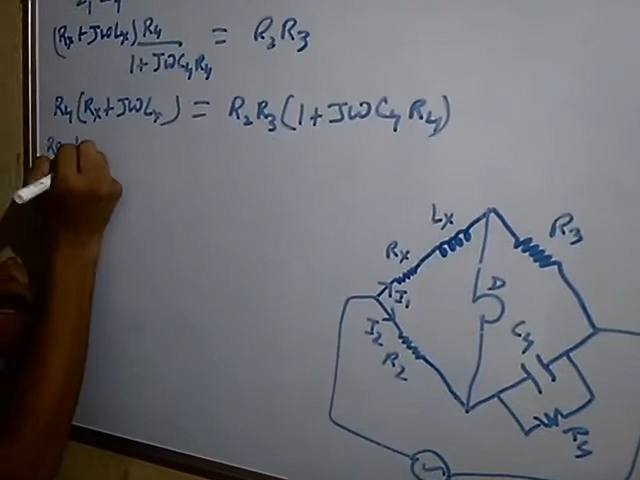 (Rx + JωLx) R4 / 1 + JωC4R4 = R2R3
R4 (Rx + JωLx) = R2R3 (1 + JωC4R4)
Lx
R3
Rx
I1
D
I2
C4
R2
R4